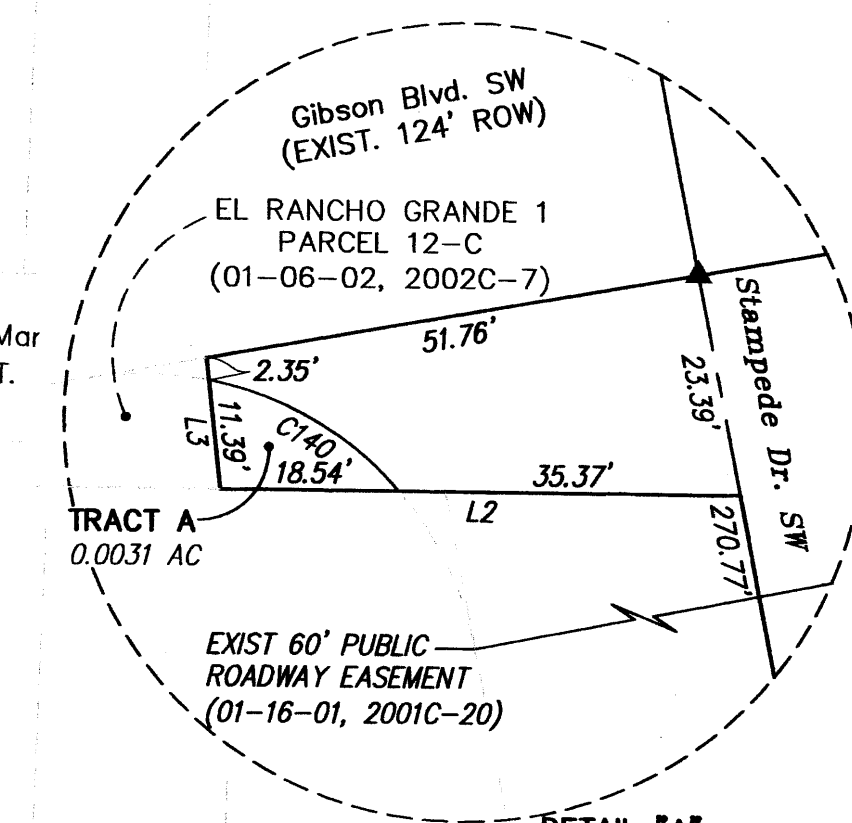 Gibson Blvd. SW
(EXIST. 124' ROW)
EL RANCHO GRANDE 1
PARCEL 12-C
(01-06-02, 2002C-7)
Mar
T.
51.76'
2.35'
Stampede Dr. SW
23.39'
L3
11.39'
C140
18.54'
35.37'
L2
270.77'
TRACT A
0.0031 AC
EXIST 60' PUBLIC
ROADWAY EASEMENT
(01-16-01, 2001C-20)
DETAIL "A"